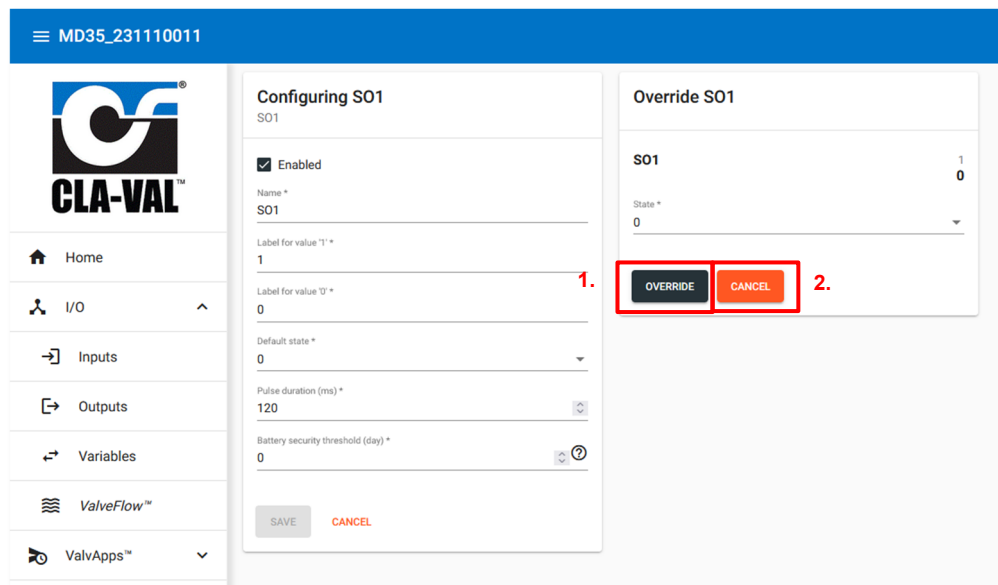 MD35_231110011
®
CLA-VAL™
Home
I/O
Inputs
Outputs
Variables
ValveFlow™
ValvApps™
Configuring SO1
SO1
Enabled
Name *
SO1
Label for value '1' *
1
Label for value '0' *
0
Default state *
0
Pulse duration (ms) *
120
Battery security threshold (day) *
0
?
SAVE CANCEL
Override SO1
SO1 1
0
State *
0
1. OVERRIDE CANCEL 2.